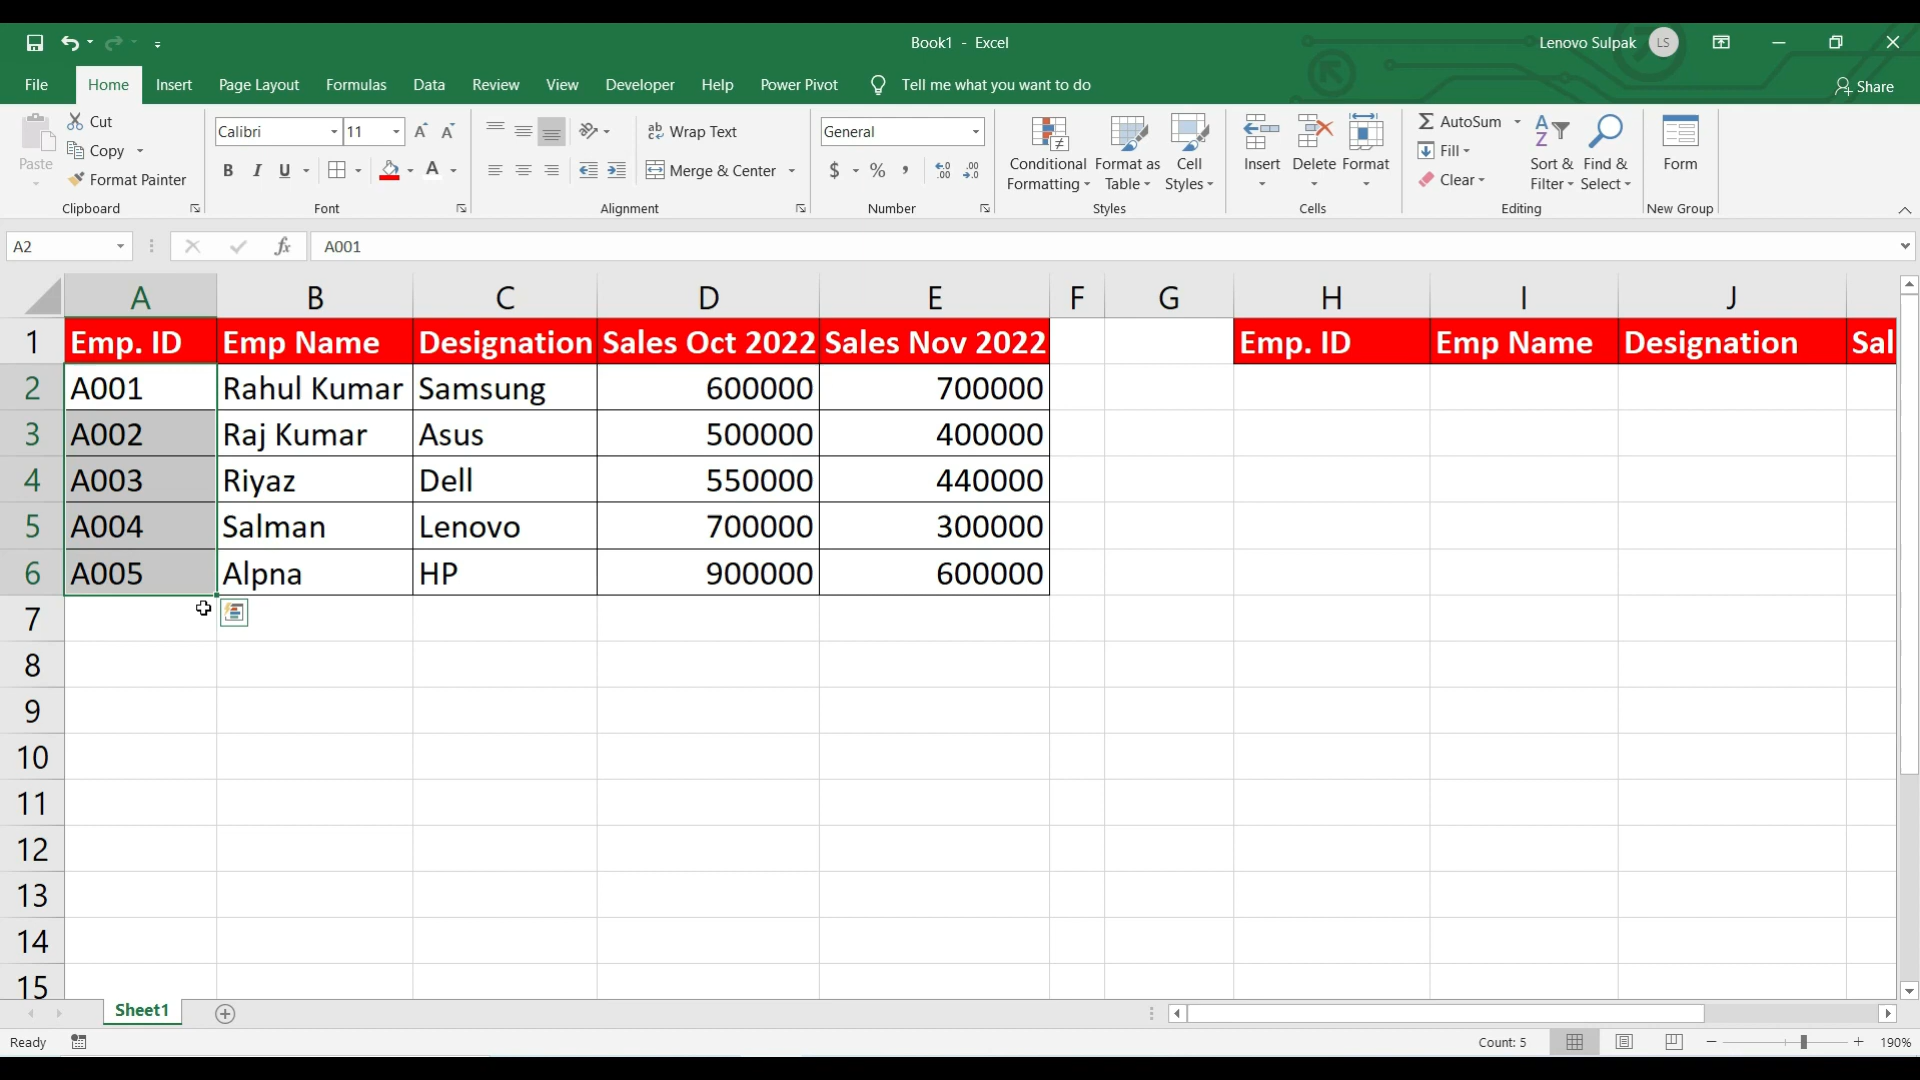 Book1 - Excel
Lenovo Sulpak LS
File Home Insert Page Layout Formulas Data Review View Developer Help Power Pivot Tell me what you want to do Share
Paste
Cut
Copy
Format Painter
Clipboard
Calibri 11
B I U
Font
Wrap Text
Merge & Center
Alignment
General
$ % ,
Number
Conditional Formatting
Format as Table
Cell Styles
Styles
Insert
Delete
Format
Cells
AutoSum
Fill
Clear
Sort & Filter
Find & Select
Editing
Form
New Group
A2 fx A001
A B C D E F G H I J
1 Emp. ID Emp Name Designation Sales Oct 2022 Sales Nov 2022 Emp. ID Emp Name Designation Sal
2 A001 Rahul Kumar Samsung 600000 700000
3 A002 Raj Kumar Asus 500000 400000
4 A003 Riyaz Dell 550000 440000
5 A004 Salman Lenovo 700000 300000
6 A005 Alpna HP 900000 600000
7
8
9
10
11
12
13
14
15
Sheet1
Ready Count: 5 190%